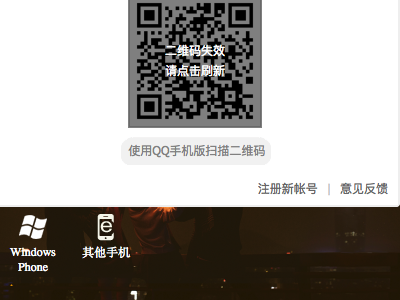 二维码失效
请点击刷新
使用QQ手机版扫描二维码
注册新帐号 | 意见反馈
Windows
Phone
其他手机